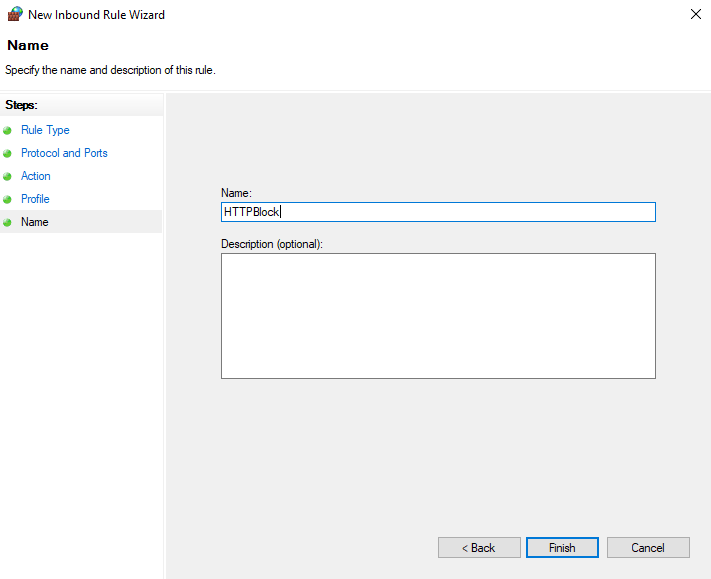 New Inbound Rule Wizard
Name
Specify the name and description of this rule.
Steps:
Rule Type
Protocol and Ports
Action
Profile
Name
Name:
HTTPBlock
Description (optional):
< Back
Finish
Cancel